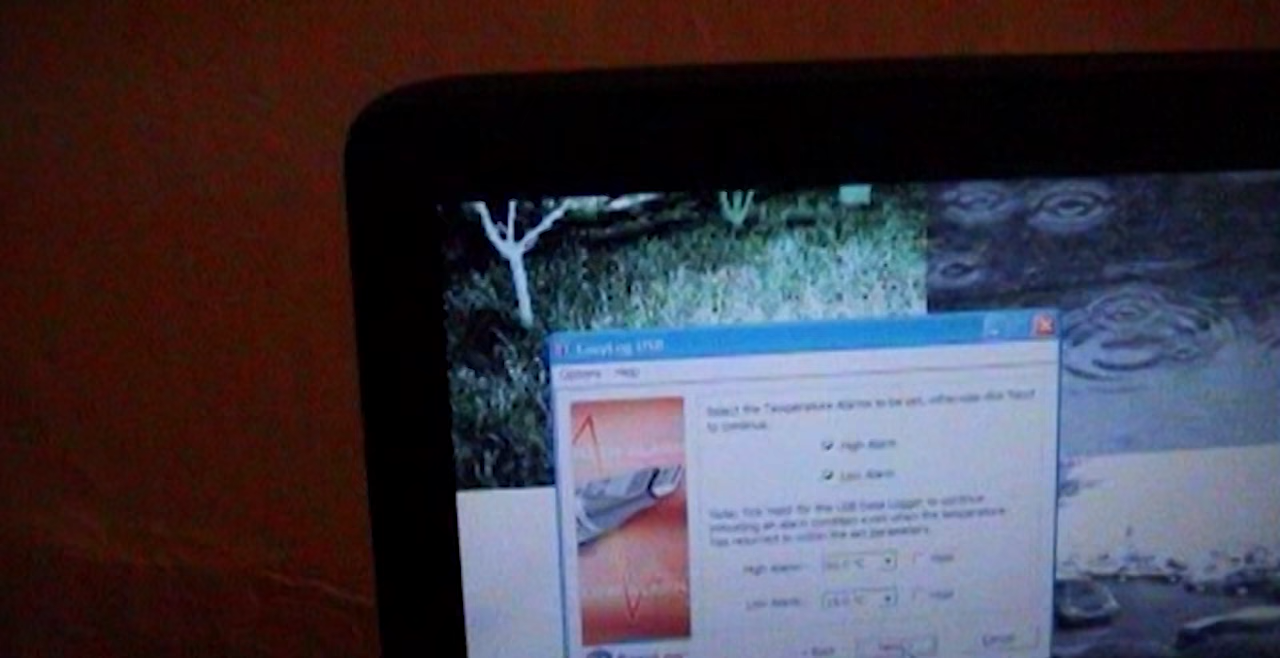 EasyLog USB
Options Help
Select the Temperature Alarms to be set, otherwise click 'Next'
to continue.
High Alarm
Low Alarm
Note: Tick 'Hold' for the USB Data Logger to continue
indicating an alarm condition even when the temperature
has returned to within the set parameters.
High Alarm: Hold
Low Alarm: Hold
< Back Next > Cancel